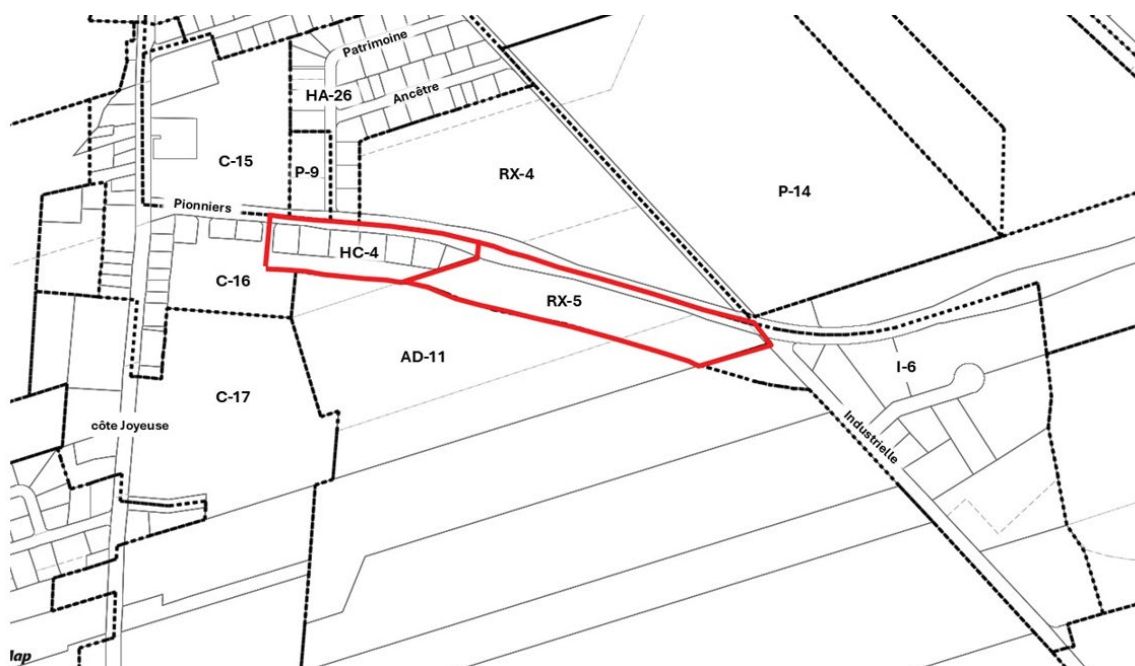 Patrimoine
HA-26
Ancêtre
C-15
P-9
RX-4
P-14
Pionniers
HC-4
C-16
RX-5
AD-11
I-6
C-17
côte Joyeuse
Industrielle